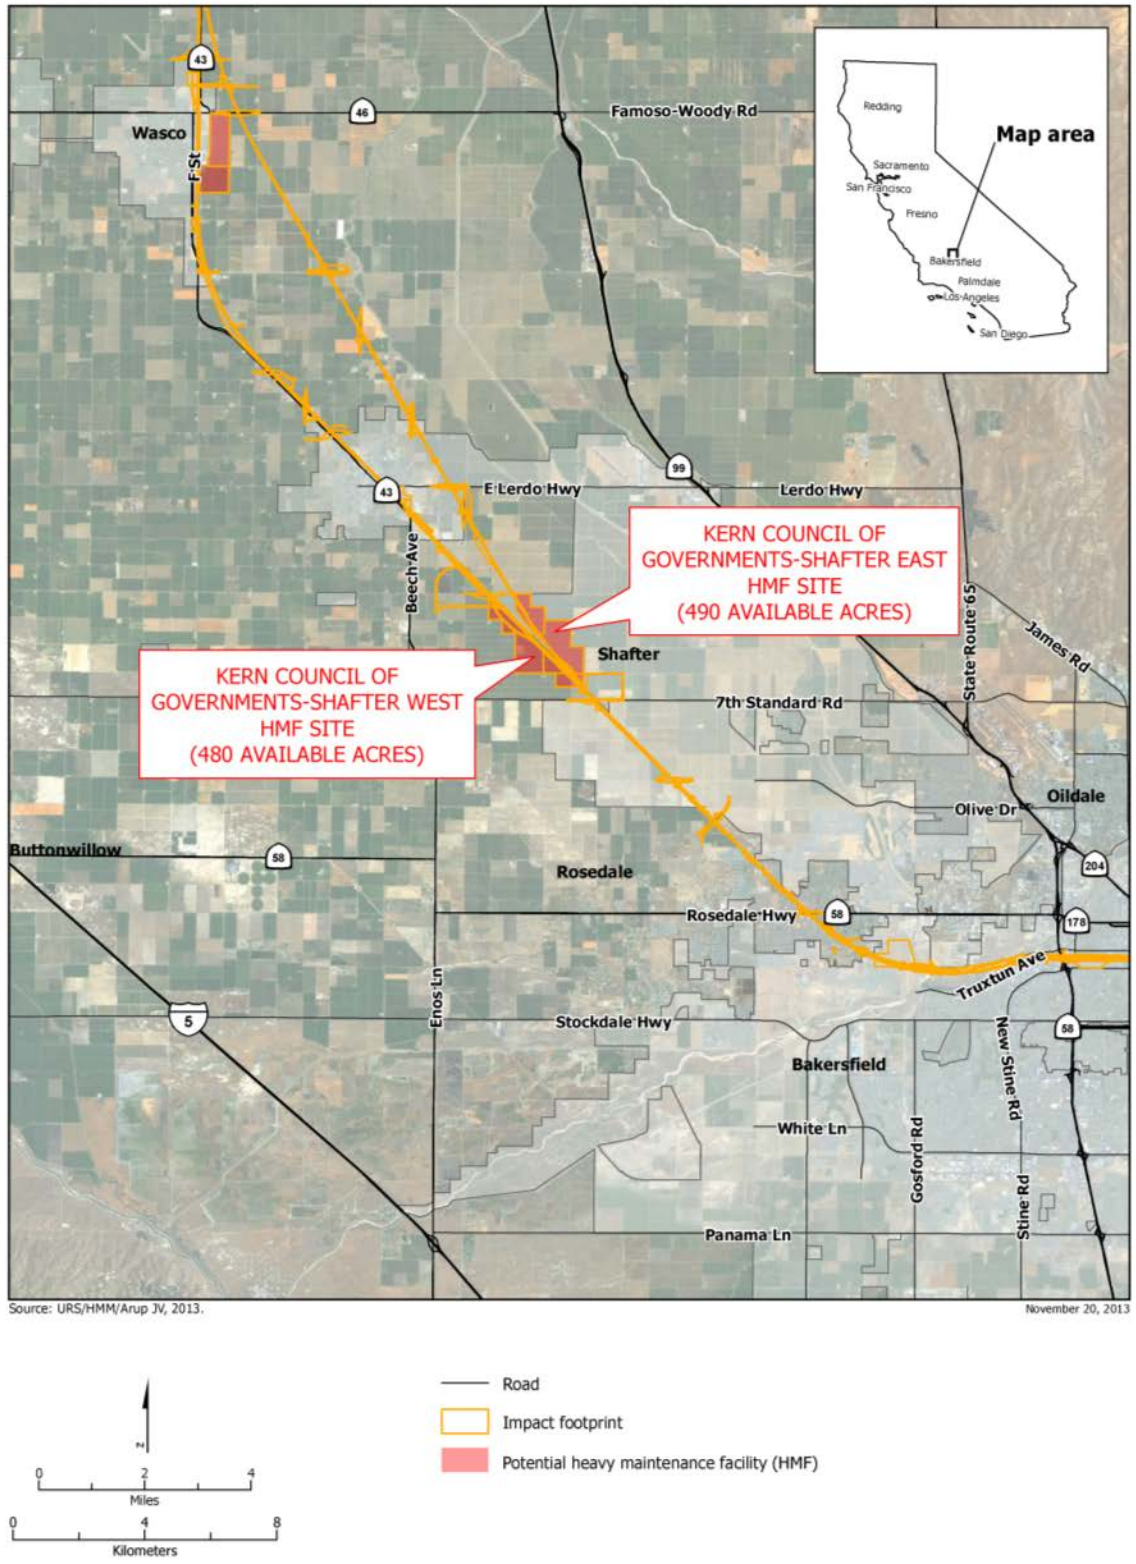 43
46
Famoso-Woody Rd
Wasco
F St
Redding
Map area
Sacramento
San Francisco
Fresno
Bakersfield
Palmdale
Los Angeles
San Diego
99
43
E Lerdo Hwy
Lerdo Hwy
Beech Ave
KERN COUNCIL OF
GOVERNMENTS-SHAFTER EAST
HMF SITE
(490 AVAILABLE ACRES)
State Route 65
James Rd
Shafter
KERN COUNCIL OF
GOVERNMENTS-SHAFTER WEST
HMF SITE
(480 AVAILABLE ACRES)
7th Standard Rd
Olive Dr
Oildale
Buttonwillow
58
Rosedale
204
Rosedale Hwy
58
178
Truxtun Ave
Enos Ln
5
Stockdale Hwy
New Stine Rd
58
Bakersfield
White Ln
Gosford Rd
Stine Rd
Panama Ln
Source: URS/HMM/Arup JV, 2013.
November 20, 2013
Road
Impact footprint
Potential heavy maintenance facility (HMF)
N
0 2 4
Miles
0 4 8
Kilometers